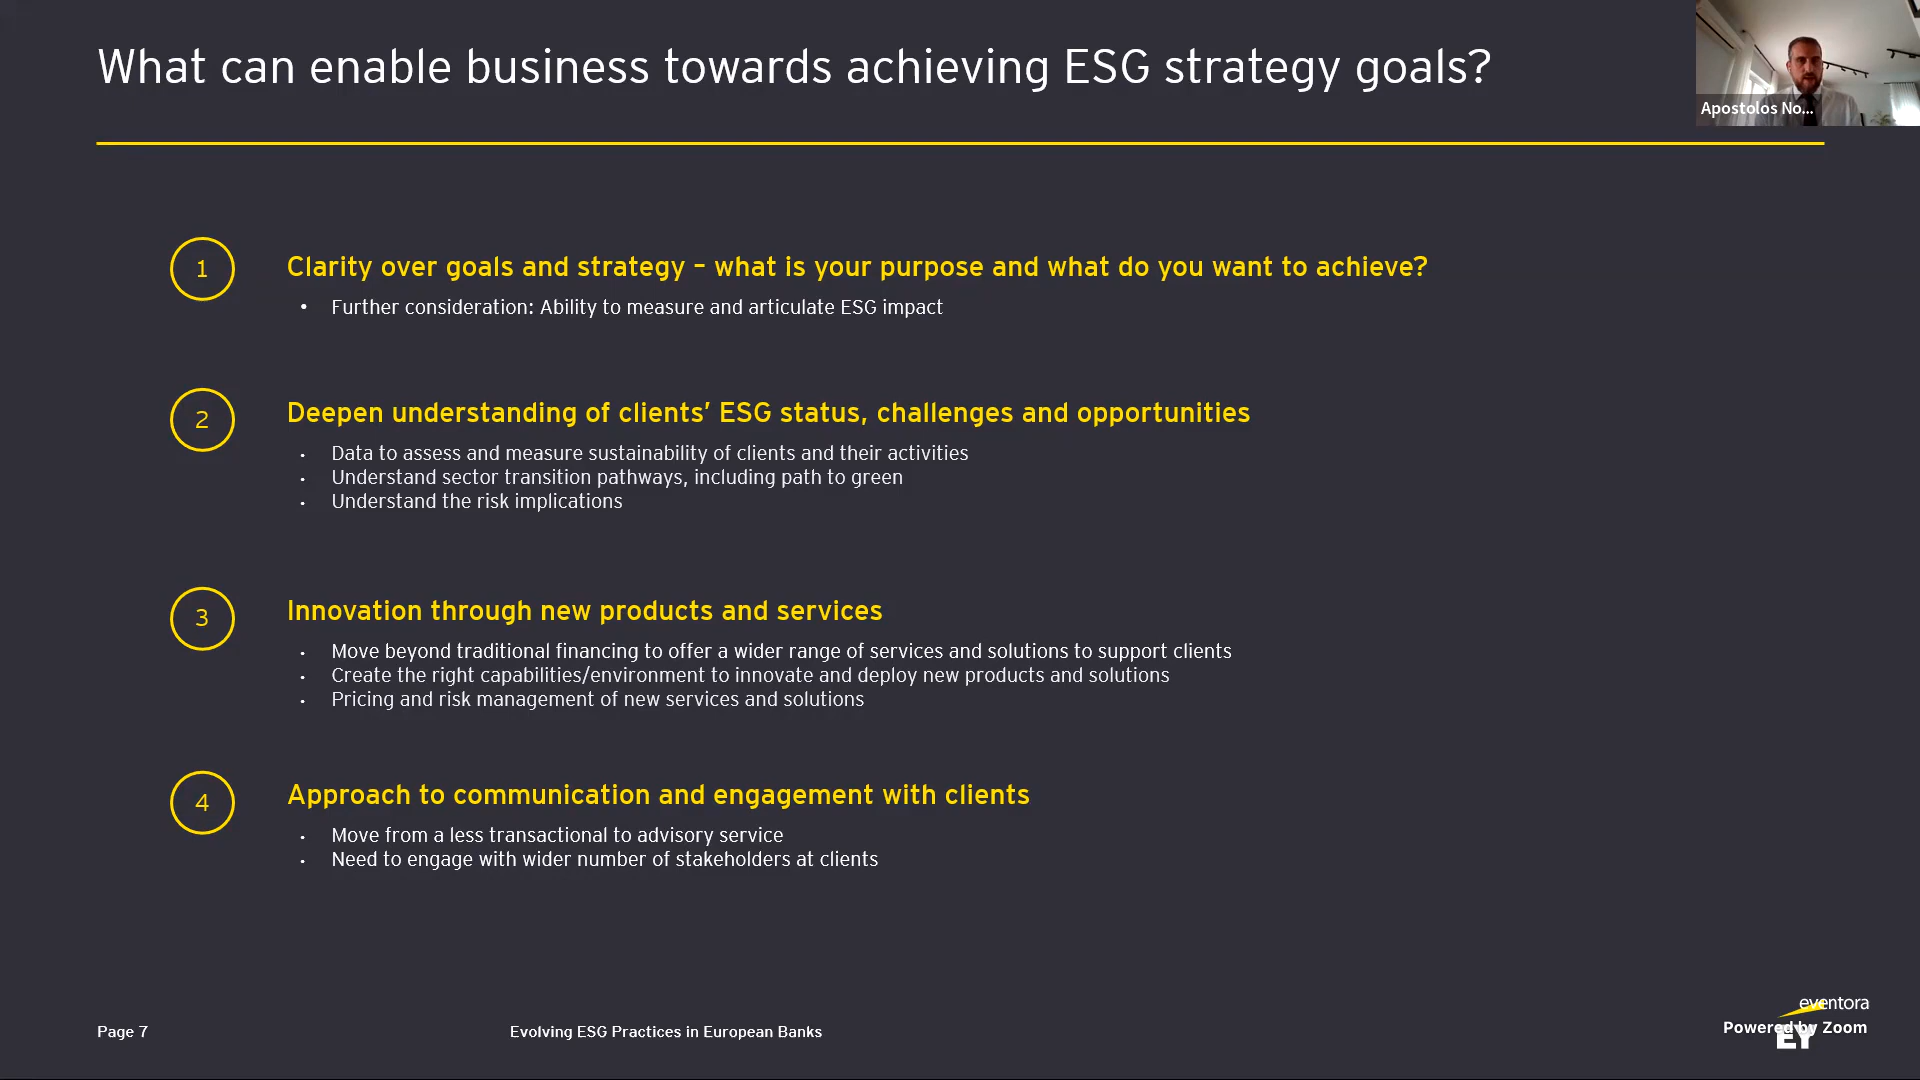 What can enable business towards achieving ESG strategy goals?
Apostolos No...
1
Clarity over goals and strategy – what is your purpose and what do you want to achieve?
• Further consideration: Ability to measure and articulate ESG impact
2
Deepen understanding of clients’ ESG status, challenges and opportunities
• Data to assess and measure sustainability of clients and their activities
• Understand sector transition pathways, including path to green
• Understand the risk implications
3
Innovation through new products and services
• Move beyond traditional financing to offer a wider range of services and solutions to support clients
• Create the right capabilities/environment to innovate and deploy new products and solutions
• Pricing and risk management of new services and solutions
4
Approach to communication and engagement with clients
• Move from a less transactional to advisory service
• Need to engage with wider number of stakeholders at clients
Page 7
Evolving ESG Practices in European Banks
eventora
Powered by Zoom
EY